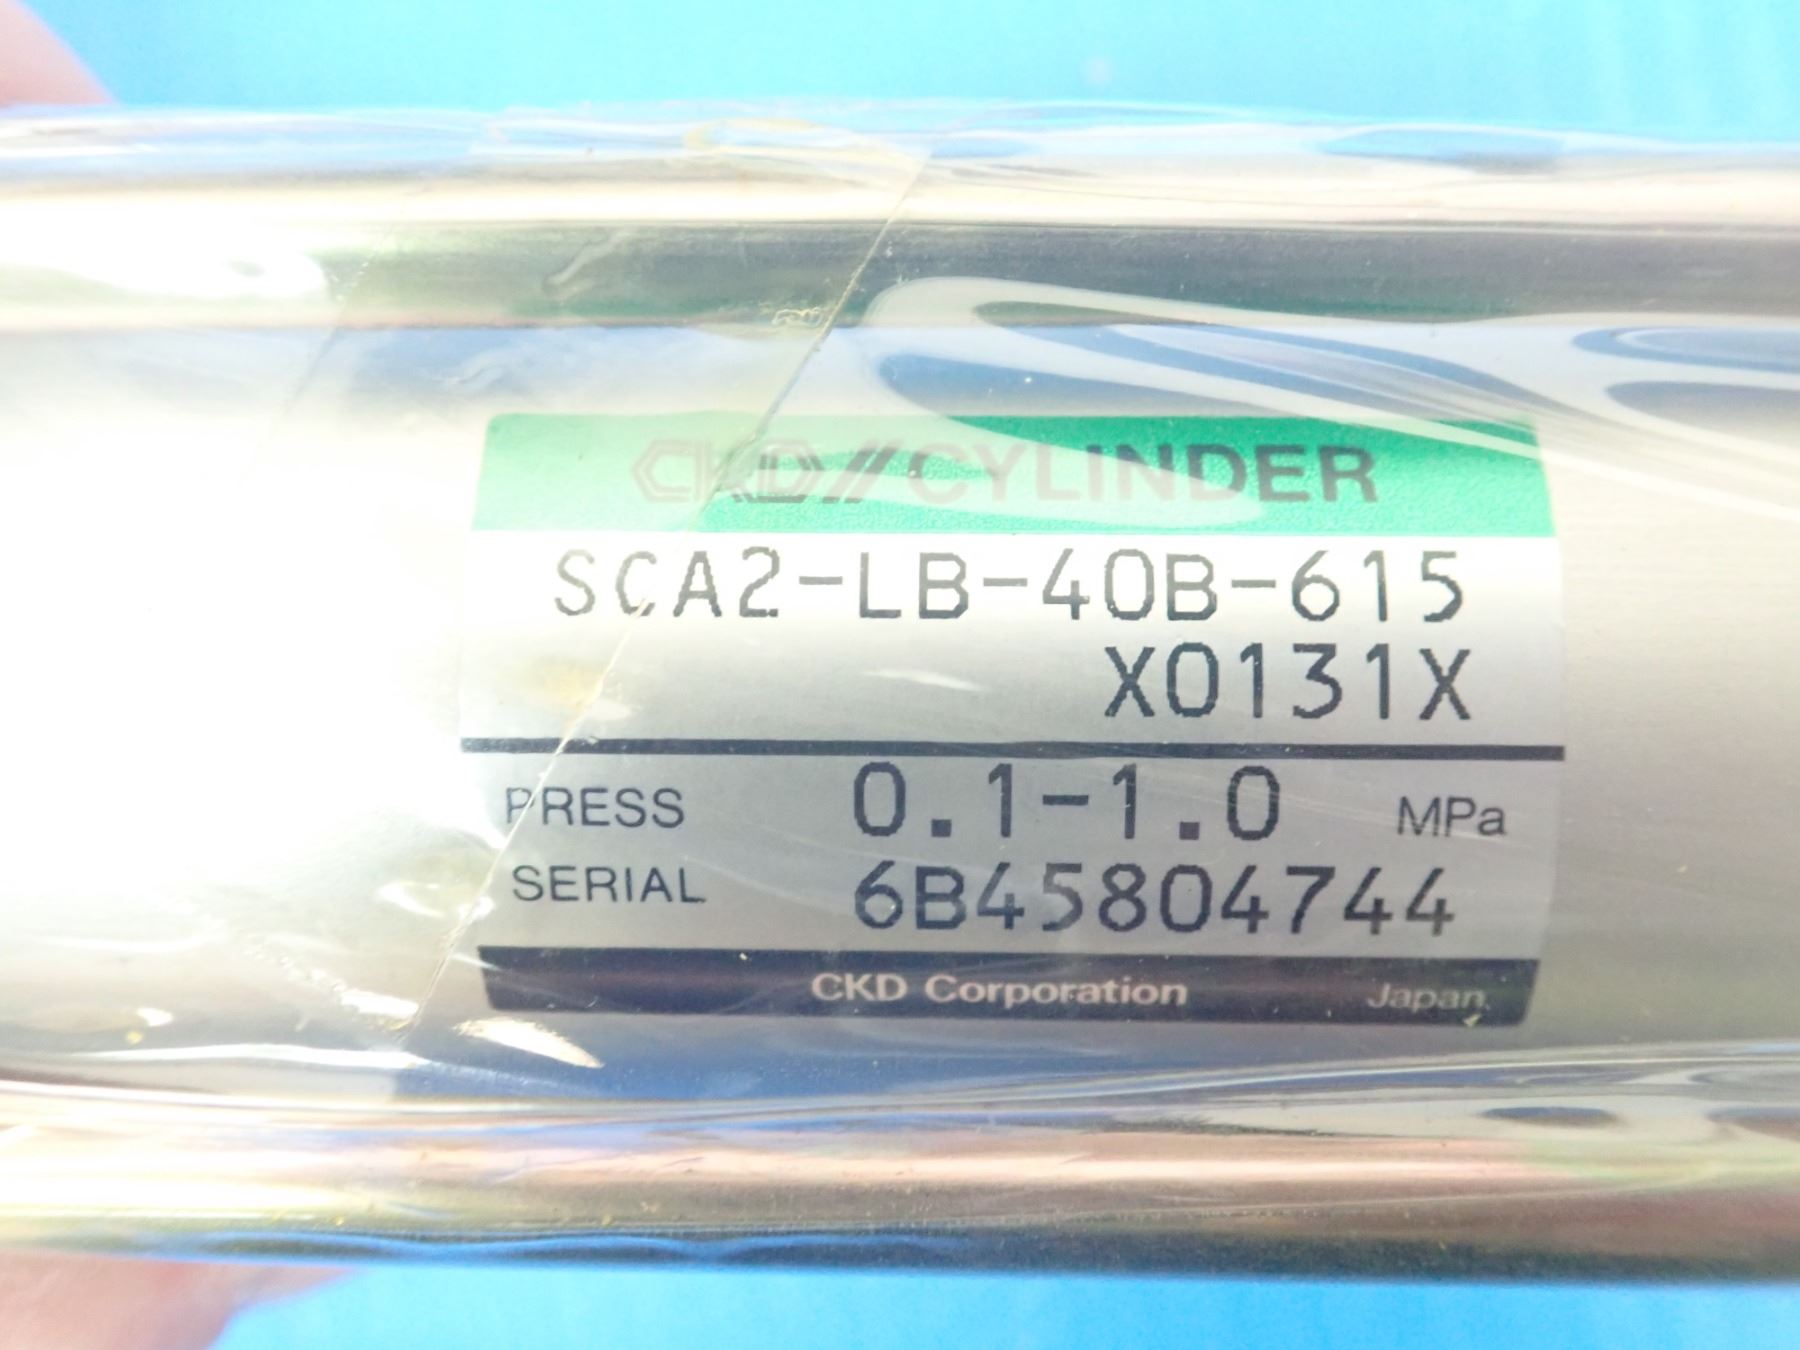 CKD// CYLINDER
SCA2-LB-40B-615
X0131X
PRESS 0.1-1.0 MPa
SERIAL 6B45804744
CKD Corporation Japan